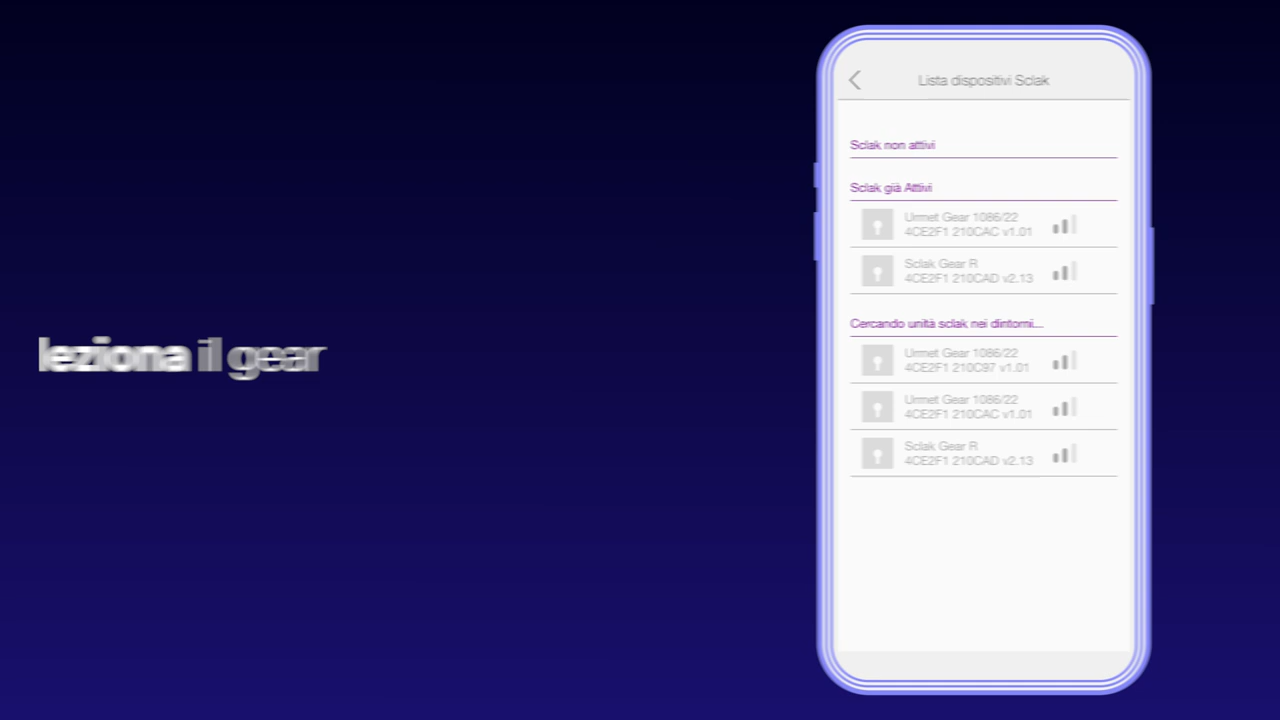 leziona il gear
Lista dispositivi Sclak
Sclak non attivi
Sclak già Attivi
Urmet Gear 1086/22
4CE2F1 210CAC v1.01
Sclak Gear R
4CE2F1 210CAD v2.13
Cercando unità sclak nei dintorni...
Urmet Gear 1086/22
4CE2F1 210C97 v1.01
Urmet Gear 1086/22
4CE2F1 210CAC v1.01
Sclak Gear R
4CE2F1 210CAD v2.13